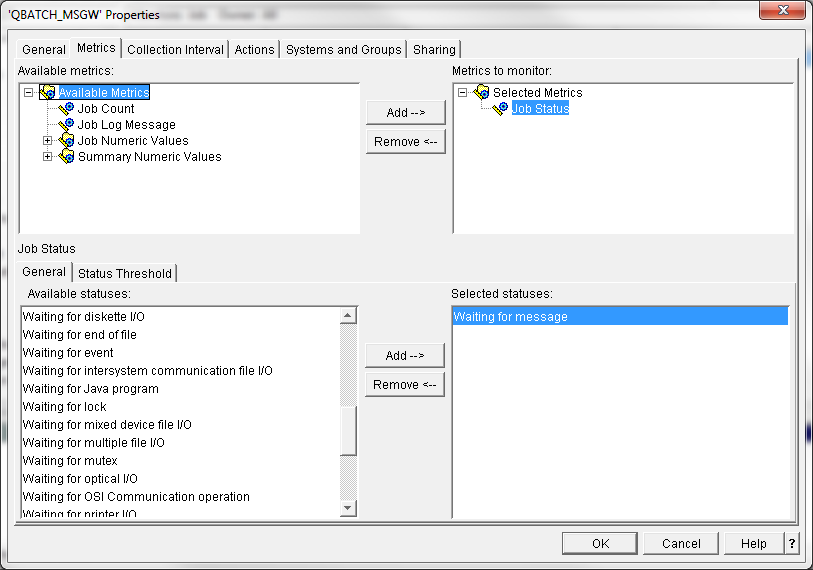 'QBATCH_MSGW' Properties
General Metrics Collection Interval Actions Systems and Groups Sharing
Available metrics:
Available Metrics
Job Count
Job Log Message
Job Numeric Values
Summary Numeric Values
Add -->
Remove <--
Metrics to monitor:
Selected Metrics
Job Status
Job Status
General Status Threshold
Available statuses:
Waiting for diskette I/O
Waiting for end of file
Waiting for event
Waiting for intersystem communication file I/O
Waiting for Java program
Waiting for lock
Waiting for mixed device file I/O
Waiting for multiple file I/O
Waiting for mutex
Waiting for optical I/O
Waiting for OSI Communication operation
Waiting for printer I/O
Add -->
Remove <--
Selected statuses:
Waiting for message
OK Cancel Help ?